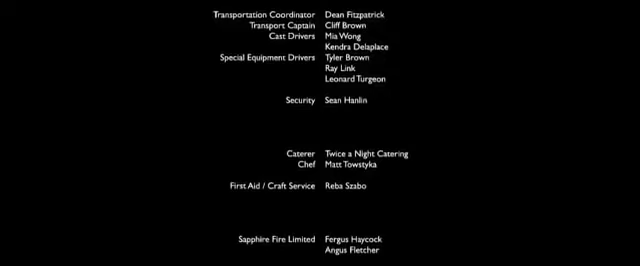 Transportation Coordinator Dean Fitzpatrick
Transport Captain Cliff Brown
Cast Drivers Mia Wong
Kendra Delaplace
Special Equipment Drivers Tyler Brown
Ray Link
Leonard Turgeon
Security Sean Hanlin
Caterer Twice a Night Catering
Chef Matt Towstyka
First Aid / Craft Service Reba Szabo
Sapphire Fire Limited Fergus Haycock
Angus Fletcher